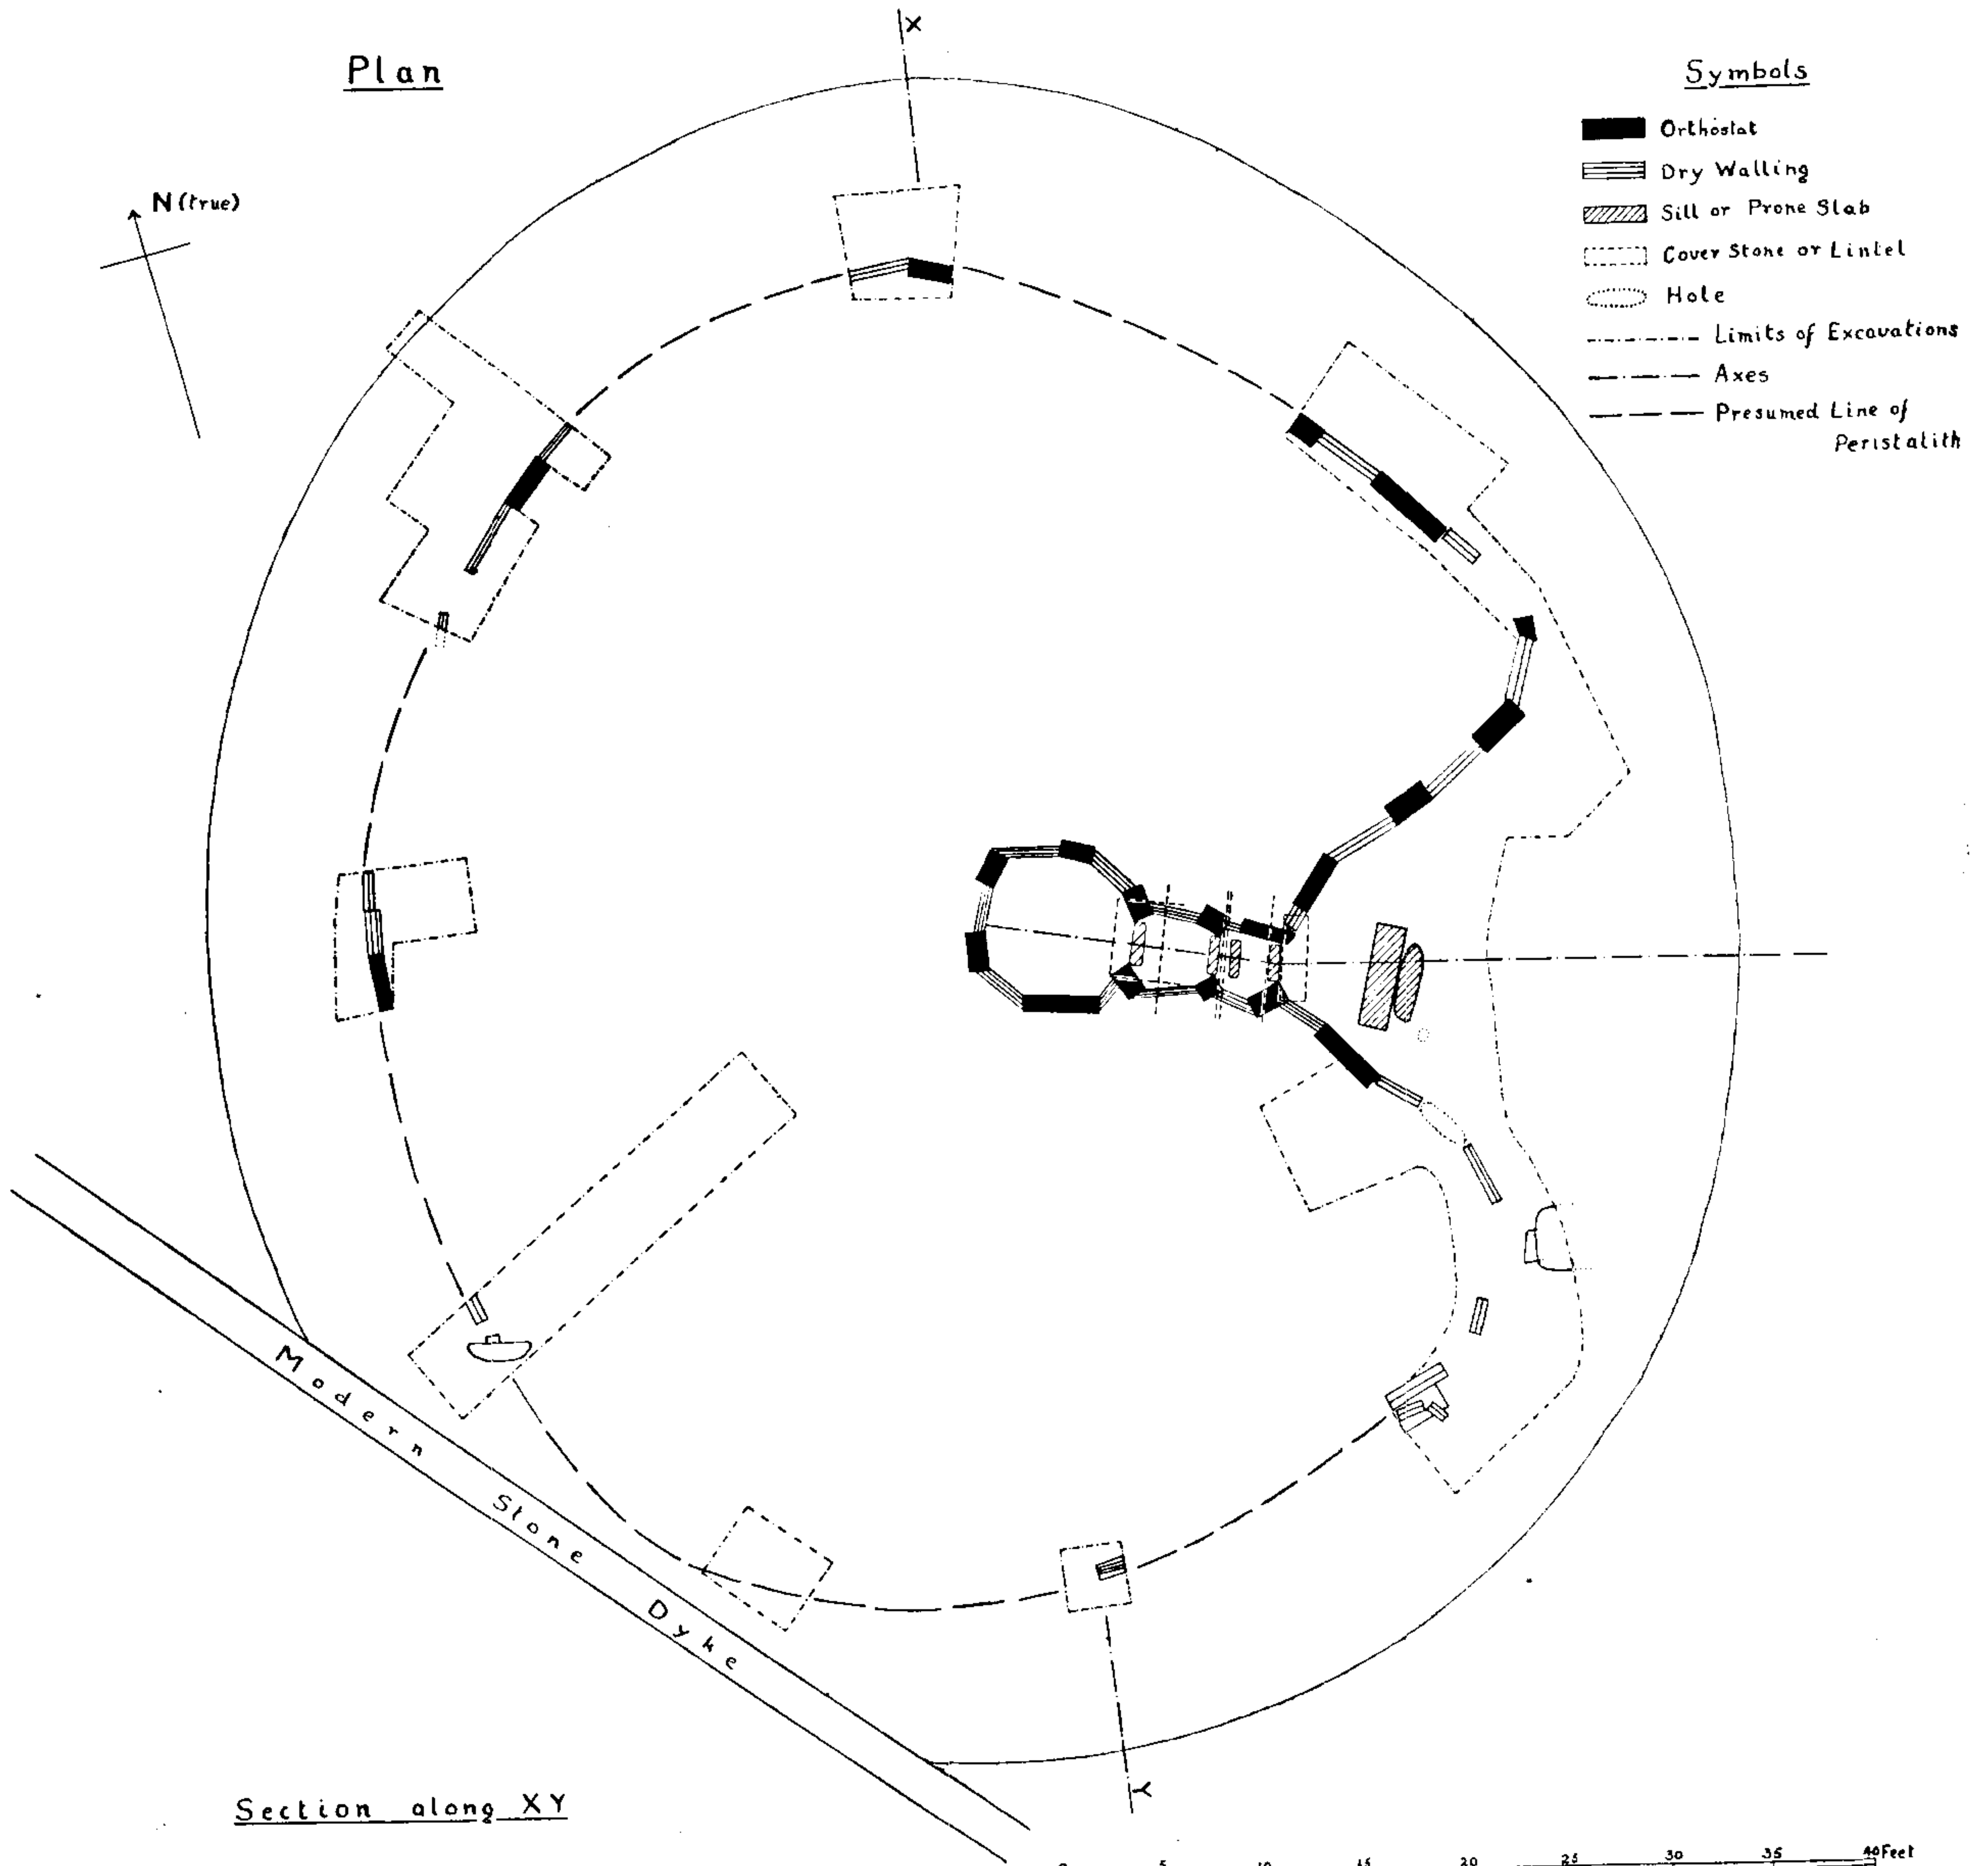 Plan
X
N (true)
Symbols
Orthostat
Dry Walling
Sill or Prone Slab
Cover Stone or Lintel
Hole
Limits of Excavations
Axes
Presumed Line of
Peristalith
Modern Stone Dyke
Y
Section along XY
0 5 10 15 20 25 30 35 40 Feet